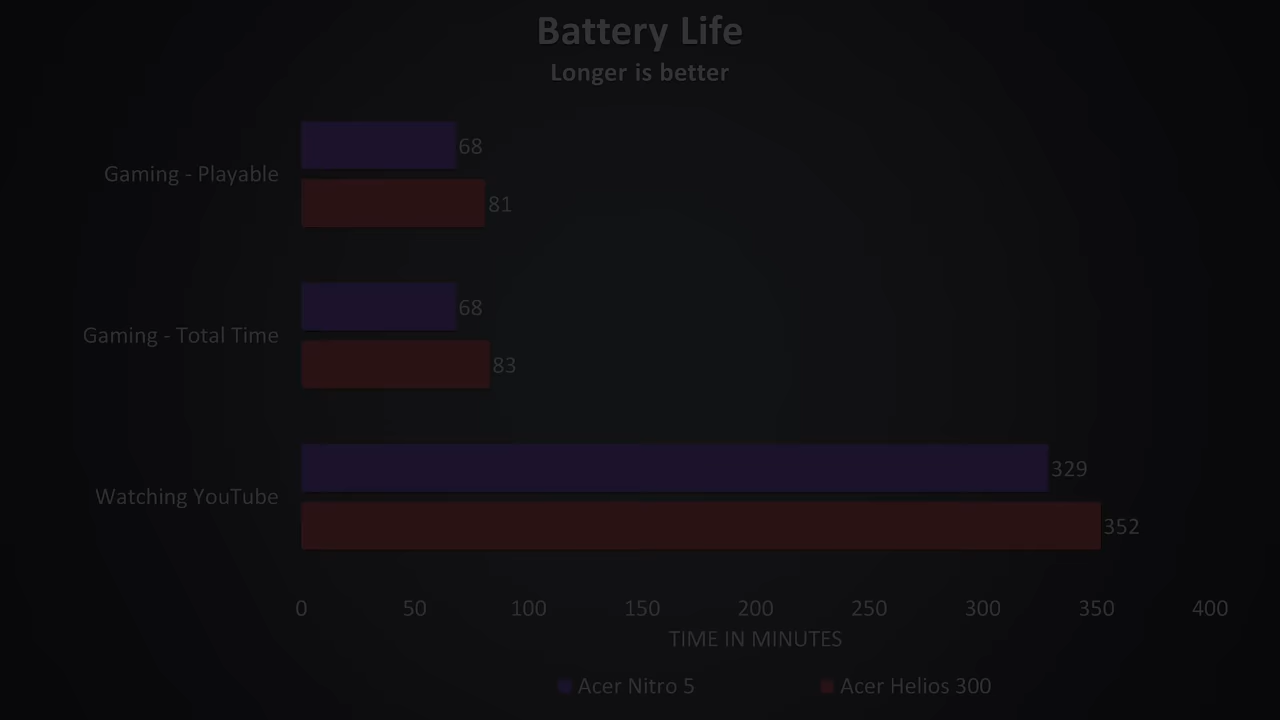 Battery Life
Longer is better
Gaming - Playable
68
81
Gaming - Total Time
68
83
Watching YouTube
329
352
0 50 100 150 200 250 300 350 400
TIME IN MINUTES
Acer Nitro 5 Acer Helios 300